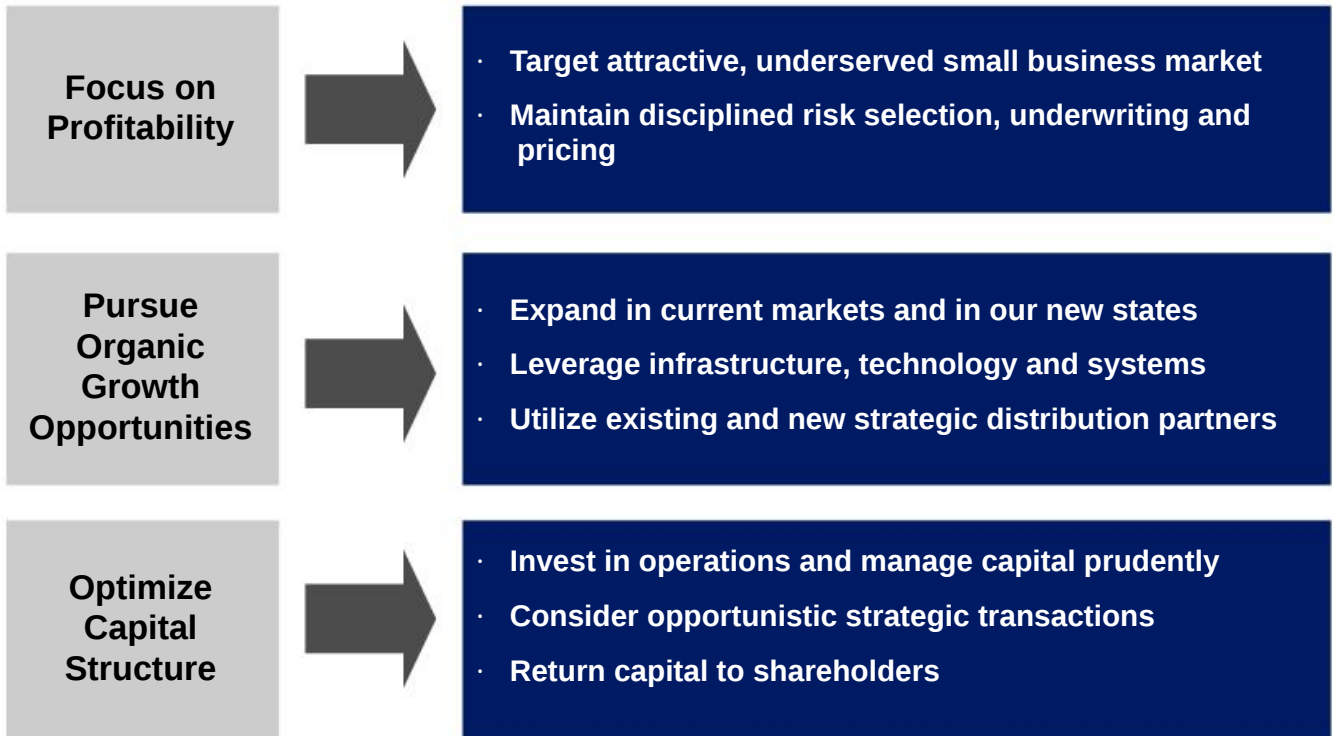 Focus on
Profitability
· Target attractive, underserved small business market
· Maintain disciplined risk selection, underwriting and
pricing
Pursue
Organic
Growth
Opportunities
· Expand in current markets and in our new states
· Leverage infrastructure, technology and systems
· Utilize existing and new strategic distribution partners
Optimize
Capital
Structure
· Invest in operations and manage capital prudently
· Consider opportunistic strategic transactions
· Return capital to shareholders